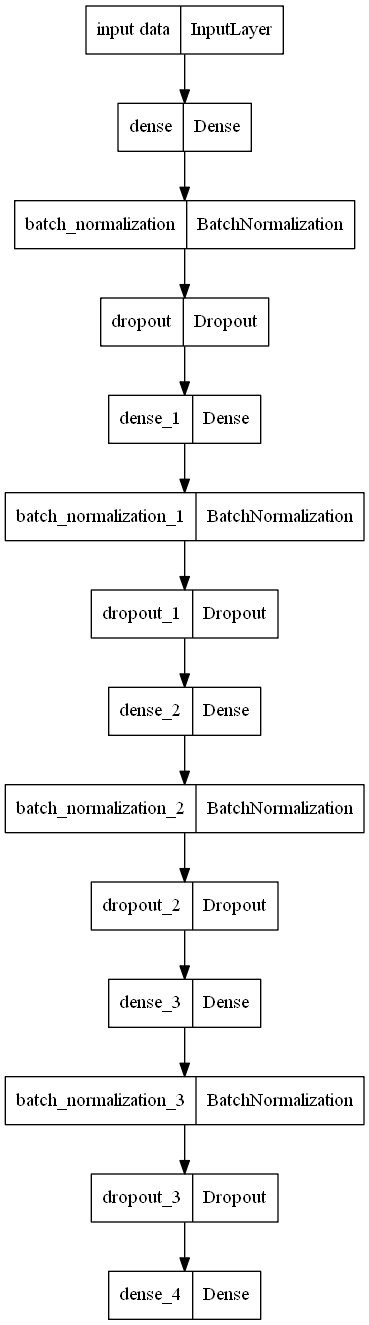 input data InputLayer
dense Dense
batch_normalization BatchNormalization
dropout Dropout
dense_1 Dense
batch_normalization_1 BatchNormalization
dropout_1 Dropout
dense_2 Dense
batch_normalization_2 BatchNormalization
dropout_2 Dropout
dense_3 Dense
batch_normalization_3 BatchNormalization
dropout_3 Dropout
dense_4 Dense